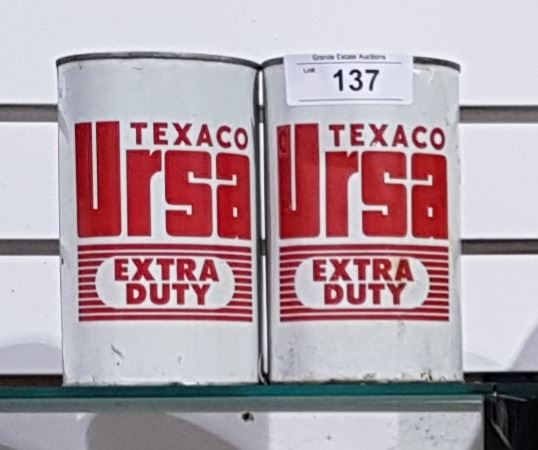 TEXACO
Ursa
EXTRA
DUTY
Grande Estate Auctions
Lot: 137
TEXACO
Ursa
EXTRA
DUTY